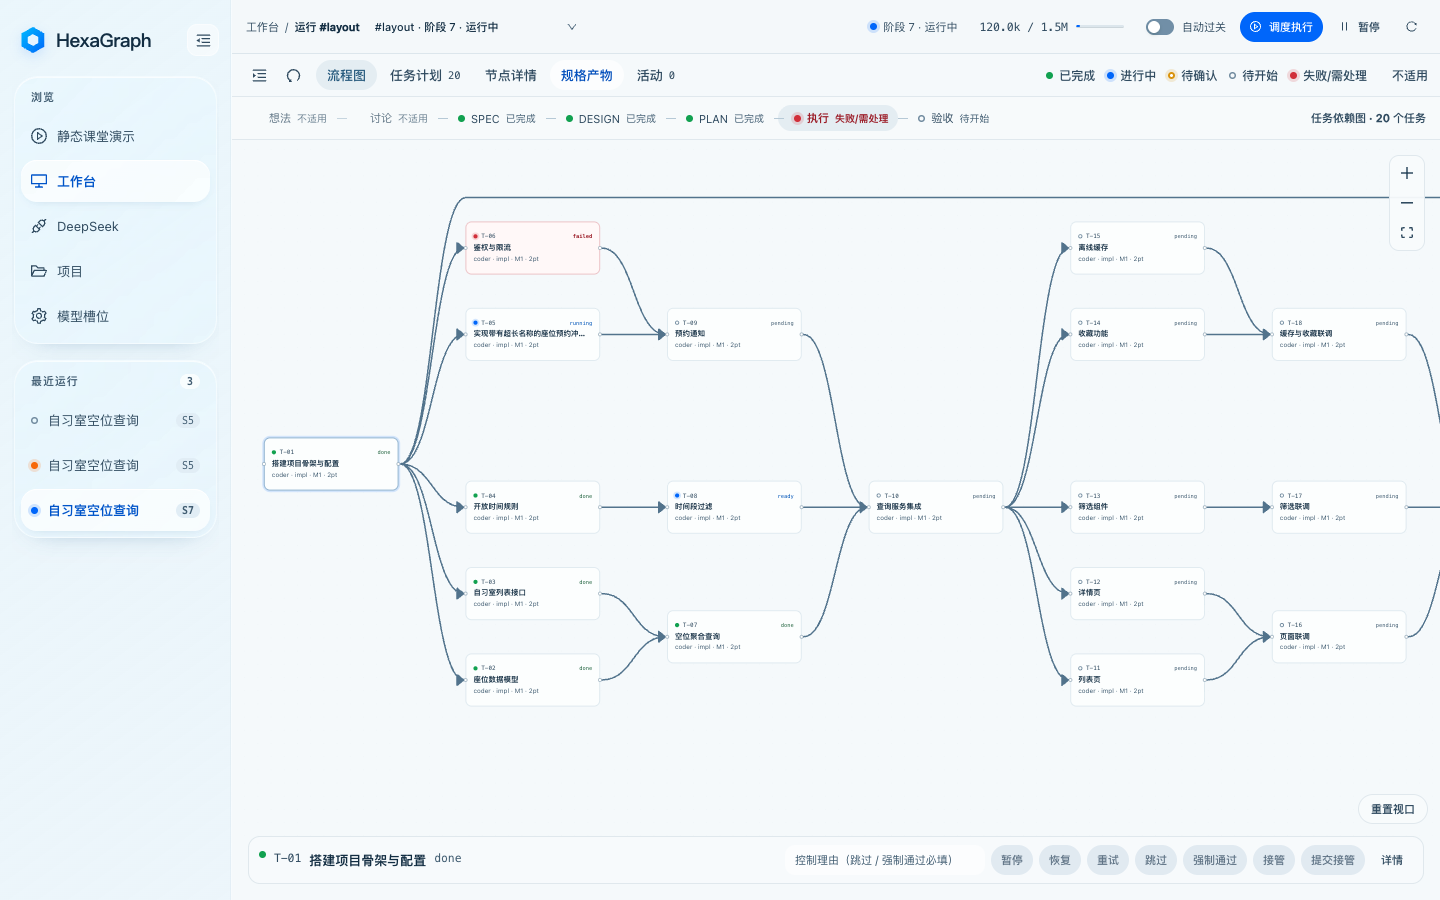 HexaGraph
浏览
静态课堂演示
工作台
DeepSeek
项目
模型槽位
最近运行 3
自习室空位查询 S5
自习室空位查询 S5
自习室空位查询 S7
工作台 / 运行 #layout #layout · 阶段 7 · 运行中
阶段 7 · 运行中 120.0k / 1.5M 自动过关 调度执行 暂停
流程图 任务计划 20 节点详情 规格产物 活动 0
已完成 进行中 待确认 待开始 失败/需处理 不适用
想法 不适用 讨论 不适用 SPEC 已完成 DESIGN 已完成 PLAN 已完成 执行 失败/需处理 验收 待开始
任务依赖图 · 20 个任务
T-06 failed
鉴权与限流
coder · impl · M1 · 2pt
T-15 pending
离线缓存
coder · impl · M1 · 2pt
T-05 running
实现带有超长名称的座位预约冲...
coder · impl · M1 · 2pt
T-09 pending
预约通知
coder · impl · M1 · 2pt
T-14 pending
收藏功能
coder · impl · M1 · 2pt
T-18 pending
缓存与收藏联调
coder · impl · M1 · 2pt
T-01 done
搭建项目骨架与配置
coder · impl · M1 · 2pt
T-04 done
开放时间规则
coder · impl · M1 · 2pt
T-08 ready
时间段过滤
coder · impl · M1 · 2pt
T-10 pending
查询服务集成
coder · impl · M1 · 2pt
T-13 pending
筛选组件
coder · impl · M1 · 2pt
T-17 pending
筛选联调
coder · impl · M1 · 2pt
T-03 done
自习室列表接口
coder · impl · M1 · 2pt
T-12 pending
详情页
coder · impl · M1 · 2pt
T-07 done
空位聚合查询
coder · impl · M1 · 2pt
T-16 pending
页面联调
coder · impl · M1 · 2pt
T-02 done
座位数据模型
coder · impl · M1 · 2pt
T-11 pending
列表页
coder · impl · M1 · 2pt
重置视口
T-01 搭建项目骨架与配置 done
控制理由（跳过 / 强制通过必填） 暂停 恢复 重试 跳过 强制通过 接管 提交接管 详情